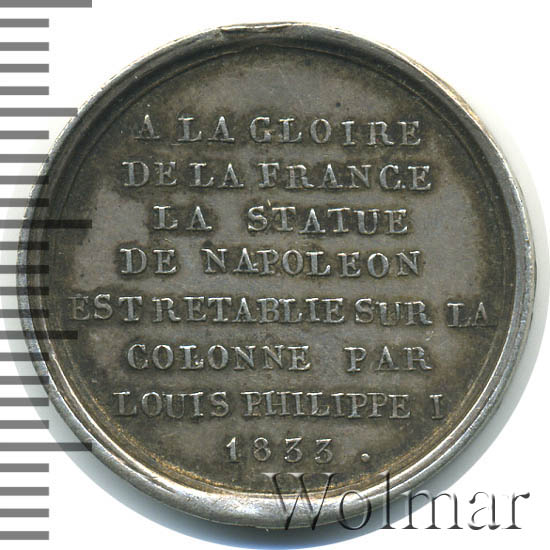 A LA GLOIRE
DE LA FRANCE
LA STATUE
DE NAPOLEON
EST RETABLIE SUR LA
COLONNE PAR
LOUIS PHILIPPE I
1833.
Wolmar